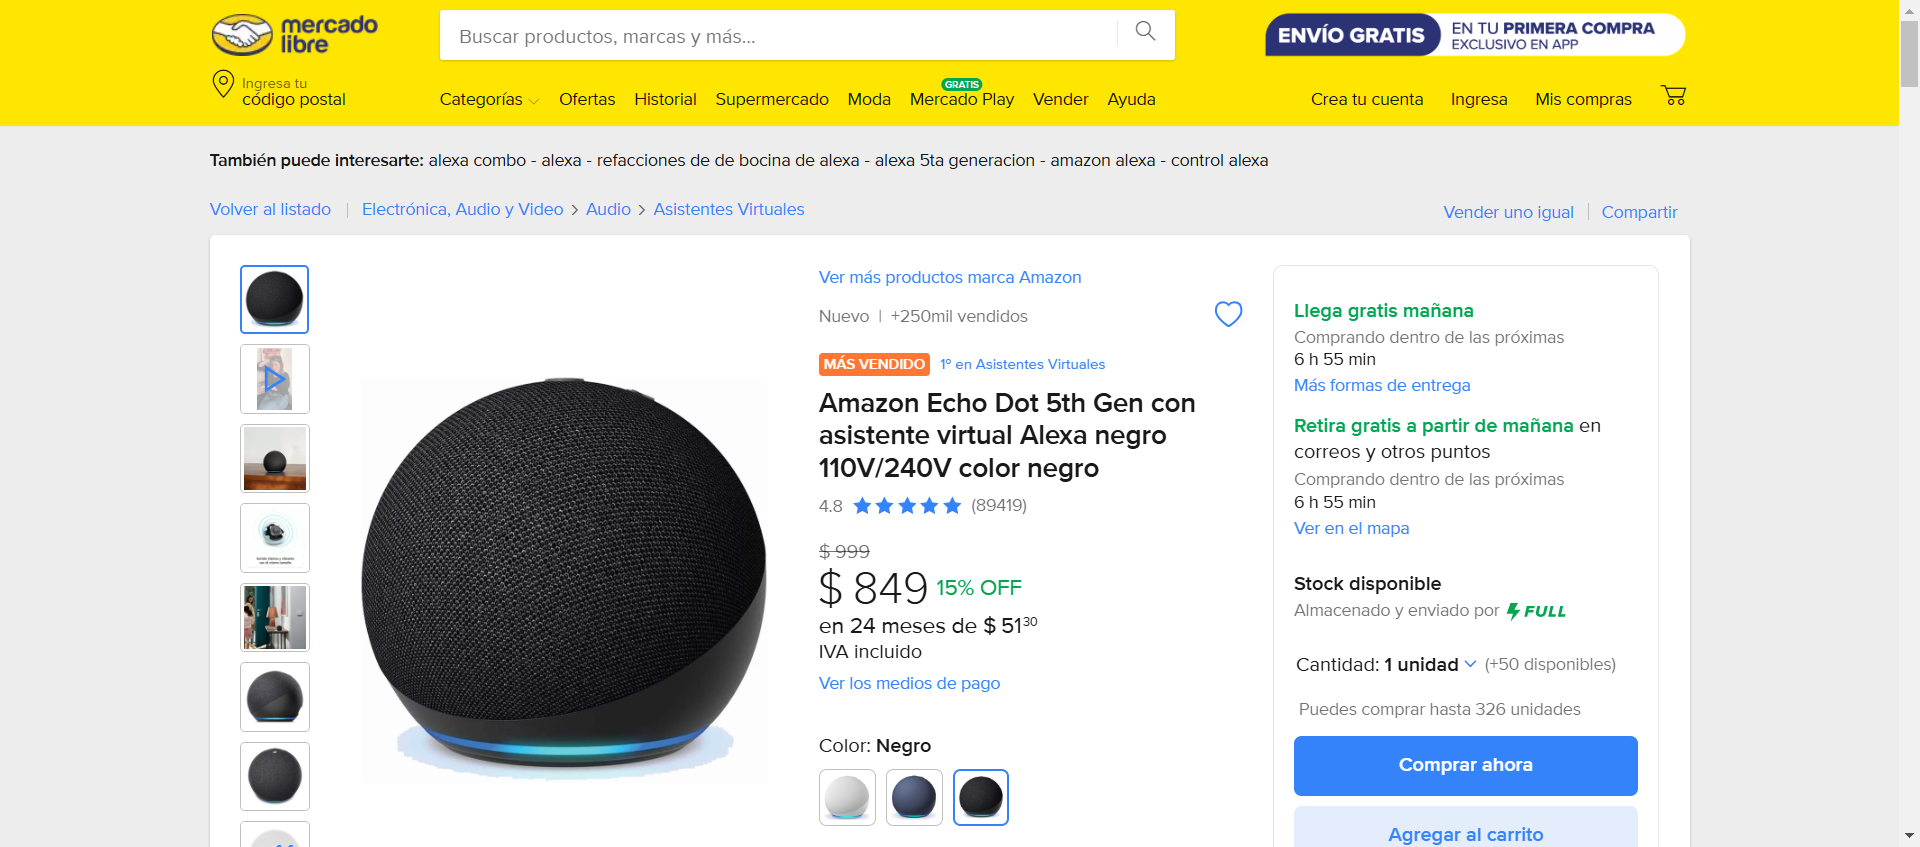 mercado
libre
Buscar productos, marcas y más...
ENVÍO GRATIS
EN TU PRIMERA COMPRA
EXCLUSIVO EN APP
Ingresa tu
código postal
Categorías
Ofertas
Historial
Supermercado
Moda
GRATIS
Mercado Play
Vender
Ayuda
Crea tu cuenta
Ingresa
Mis compras
También puede interesarte: alexa combo - alexa - refacciones de de bocina de alexa - alexa 5ta generacion - amazon alexa - control alexa
Volver al listado | Electrónica, Audio y Video > Audio > Asistentes Virtuales
Vender uno igual | Compartir
Ver más productos marca Amazon
Nuevo | +250mil vendidos
MÁS VENDIDO 1º en Asistentes Virtuales
Amazon Echo Dot 5th Gen con
asistente virtual Alexa negro
110V/240V color negro
4.8 (89419)
$ 999
$ 849 15% OFF
en 24 meses de $ 51 30
IVA incluido
Ver los medios de pago
Color: Negro
Llega gratis mañana
Comprando dentro de las próximas
6 h 55 min
Más formas de entrega
Retira gratis a partir de mañana en
correos y otros puntos
Comprando dentro de las próximas
6 h 55 min
Ver en el mapa
Stock disponible
Almacenado y enviado por FULL
Cantidad: 1 unidad (+50 disponibles)
Puedes comprar hasta 326 unidades
Comprar ahora
Agregar al carrito